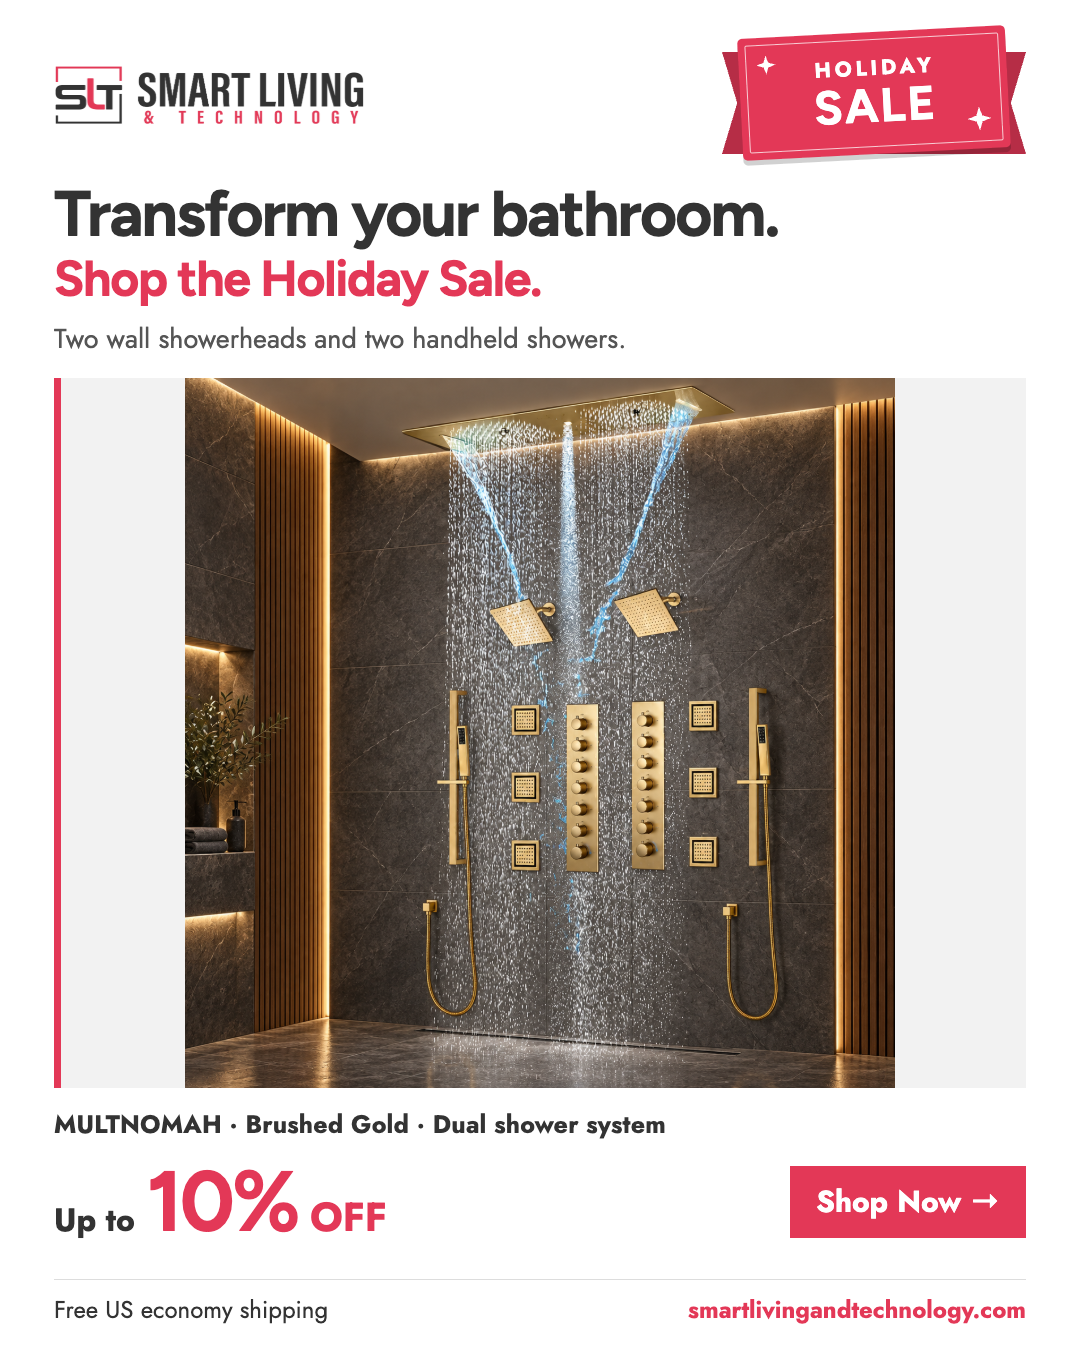 SLT SMART LIVING
& TECHNOLOGY
HOLIDAY
SALE
Transform your bathroom.
Shop the Holiday Sale.
Two wall showerheads and two handheld showers.
MULTNOMAH · Brushed Gold · Dual shower system
Up to 10% OFF
Shop Now →
Free US economy shipping
smartlivingandtechnology.com